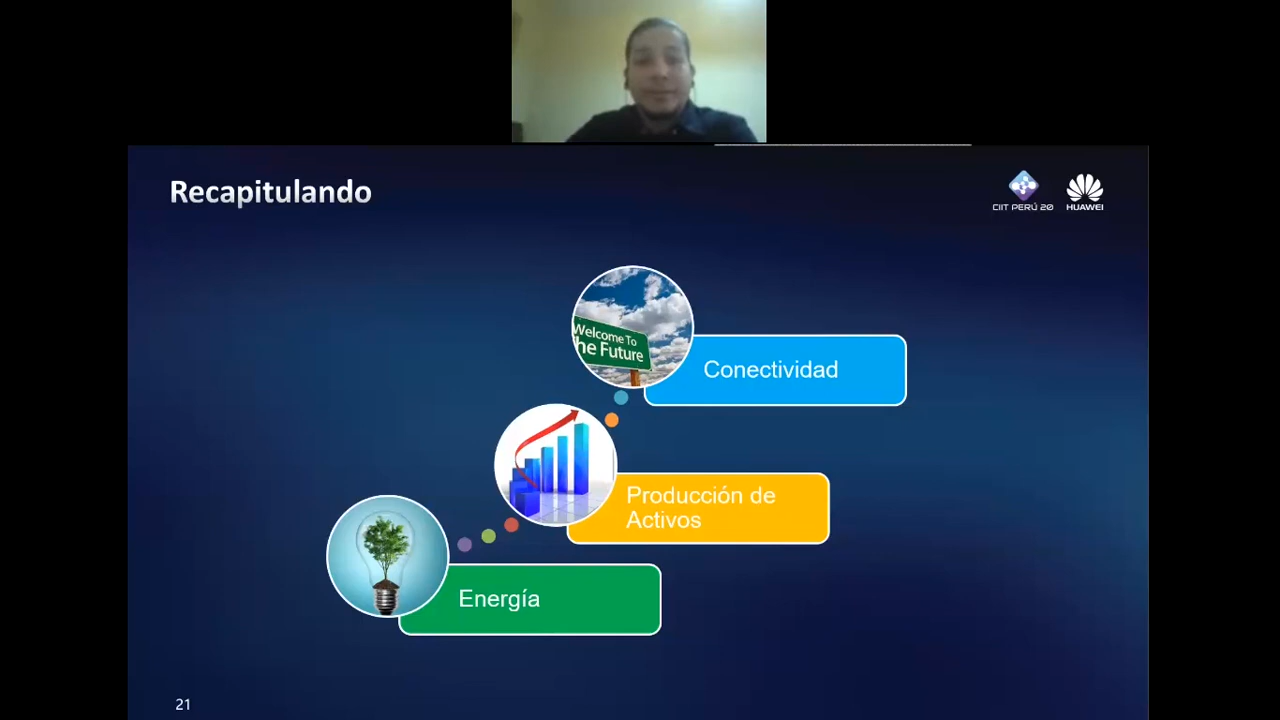 Recapitulando
CIIT PERÚ 20
HUAWEI
Welcome To
he Future
Conectividad
Producción de
Activos
Energía
21